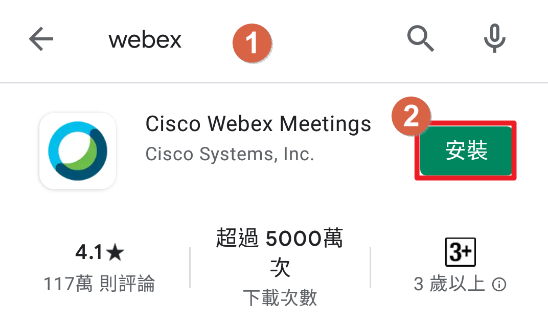 webex
1
Cisco Webex Meetings
2
安裝
Cisco Systems, Inc.
4.1★
117萬 則評論
超過 5000萬
次
下載次數
3+
3 歲以上